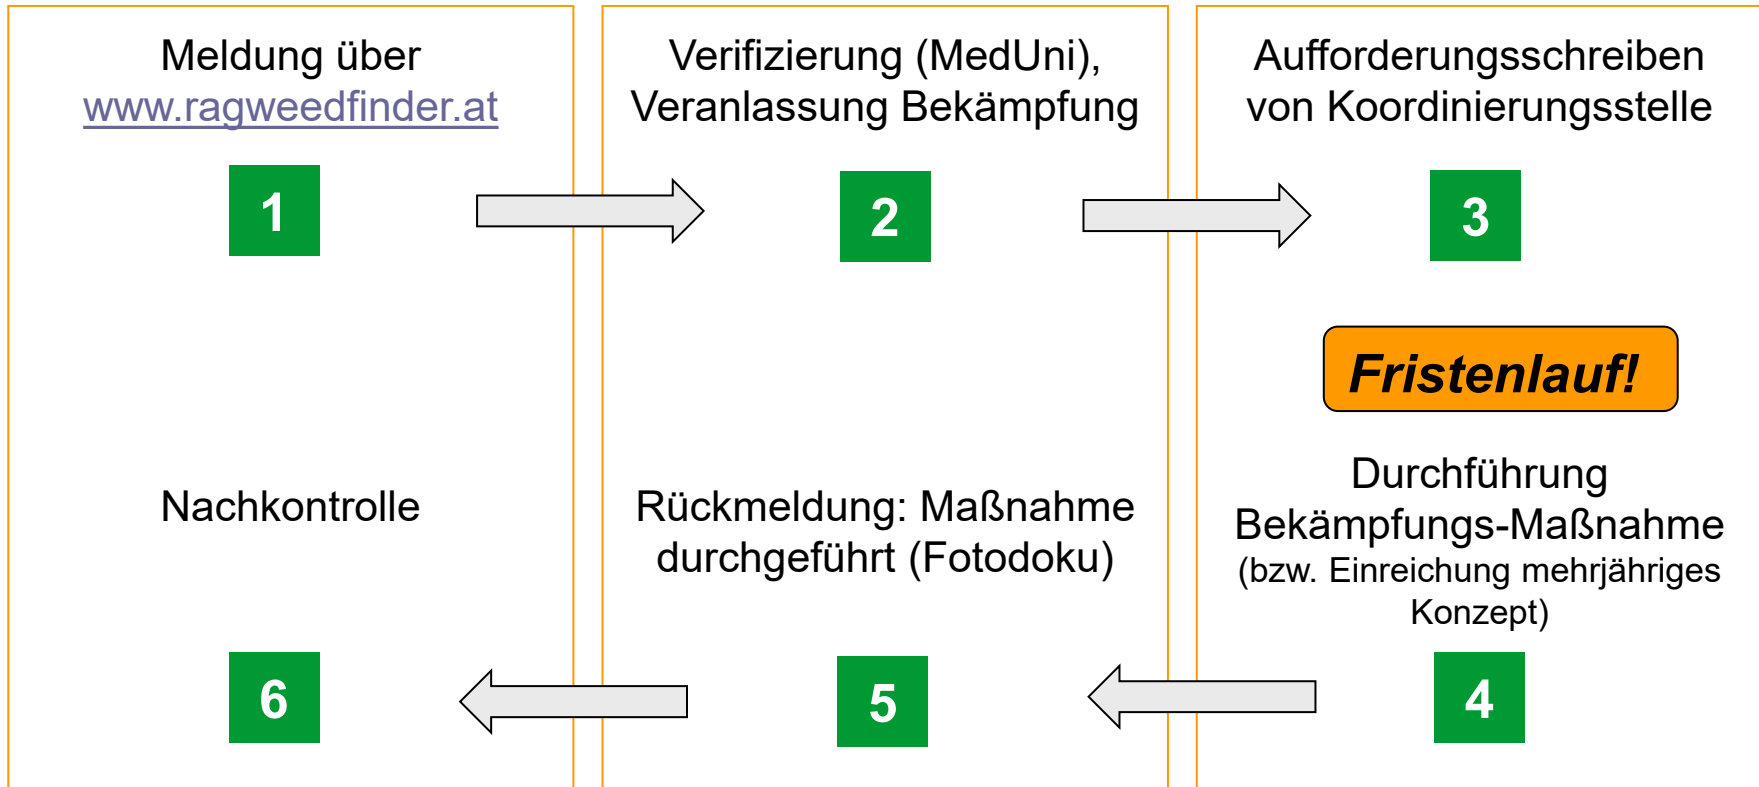 Meldung über
www.ragweedfinder.at
1
Verifizierung (MedUni),
Veranlassung Bekämpfung
2
Aufforderungsschreiben
von Koordinierungsstelle
3
Fristenlauf!
Durchführung
Bekämpfungs-Maßnahme
(bzw. Einreichung mehrjähriges
Konzept)
4
Rückmeldung: Maßnahme
durchgeführt (Fotodoku)
5
Nachkontrolle
6